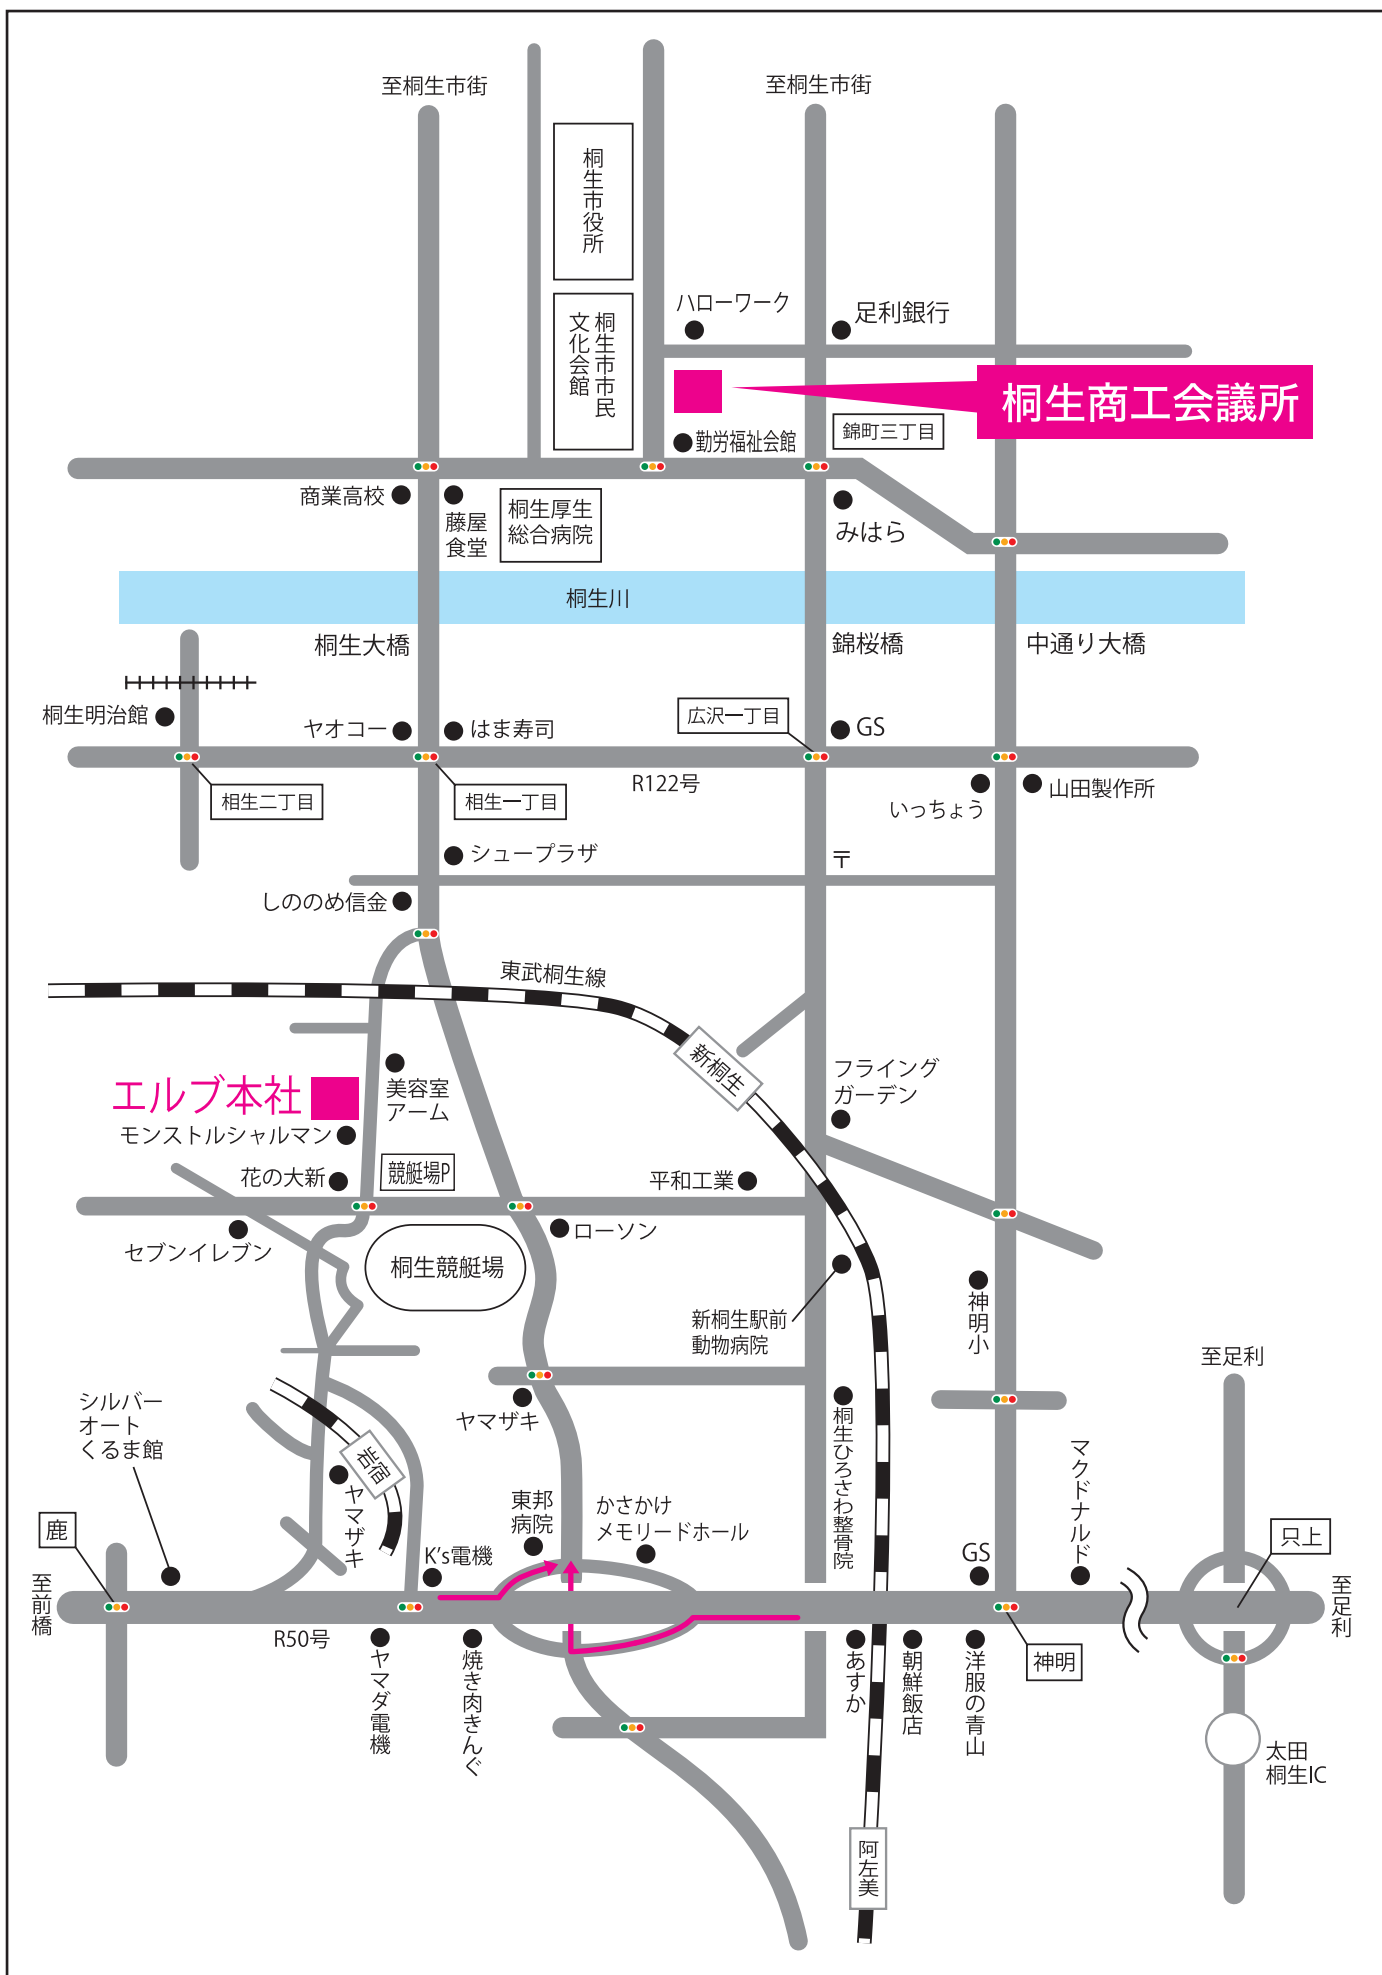 至桐生市街
至桐生市街
桐生市役所
ハローワーク
足利銀行
桐生市市民
文化会館
桐生商工会議所
勤労福祉会館
錦町三丁目
商業高校
藤屋
食堂
桐生厚生
総合病院
みはら
桐生川
桐生大橋
錦桜橋
中通り大橋
桐生明治館
ヤオコー
はま寿司
広沢一丁目
GS
相生二丁目
相生一丁目
R122号
いっちょう
山田製作所
シュープラザ
〒
しののめ信金
東武桐生線
新桐生
フライング
ガーデン
エルブ本社
美容室
アーム
モンストルシャルマン
花の大新
競艇場P
平和工業
セブンイレブン
桐生競艇場
ローソン
新桐生駅前
動物病院
神明小
至足利
シルバー
オート
くるま館
ヤマザキ
桐生ひろさわ整骨院
マクドナルド
岩宿
ヤマザキ
東邦
病院
かさかけ
メモリードホール
鹿
K's電機
GS
只上
至前橋
至足利
R50号
ヤマダ電機
焼き肉きんぐ
あすか
朝鮮飯店
洋服の青山
神明
太田
桐生IC
阿左美